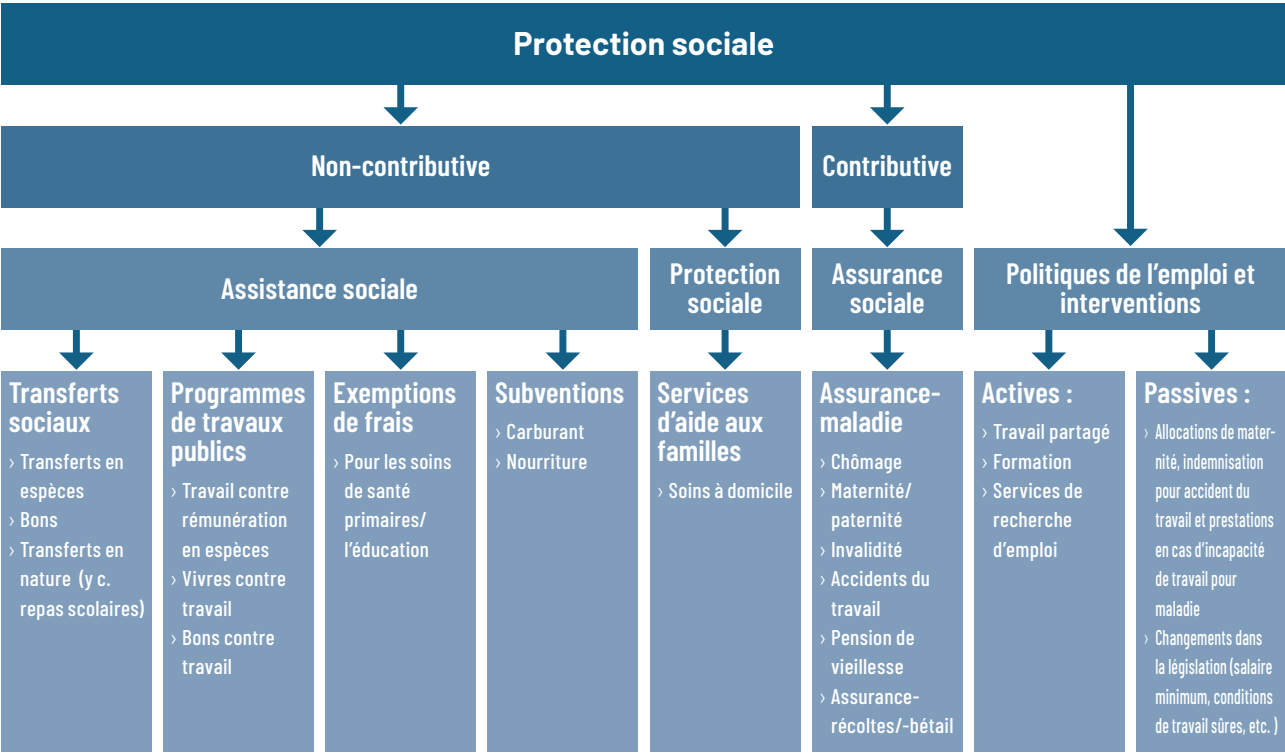 Protection sociale
Non-contributive
Contributive
Assistance sociale
Protection
sociale
Assurance
sociale
Politiques de l'emploi et
interventions
Transferts
sociaux
› Transferts en
espèces
› Bons
› Transferts en
nature (y c.
repas scolaires)
Programmes
de travaux
publics
› Travail contre
rémunération
en espèces
› Vivres contre
travail
› Bons contre
travail
Exemptions
de frais
› Pour les soins
de santé
primaires/
l'éducation
Subventions
› Carburant
› Nourriture
Services
d'aide aux
familles
› Soins à domicile
Assurance-
maladie
› Chômage
› Maternité/
paternité
› Invalidité
› Accidents du
travail
› Pension de
vieillesse
› Assurance-
récoltes/-bétail
Actives :
› Travail partagé
› Formation
› Services de
recherche
d'emploi
Passives :
› Allocations de mater-
nité, indemnisation
pour accident du
travail et prestations
en cas d'incapacité
de travail pour
maladie
› Changements dans
la législation (salaire
minimum, conditions
de travail sûres, etc. )